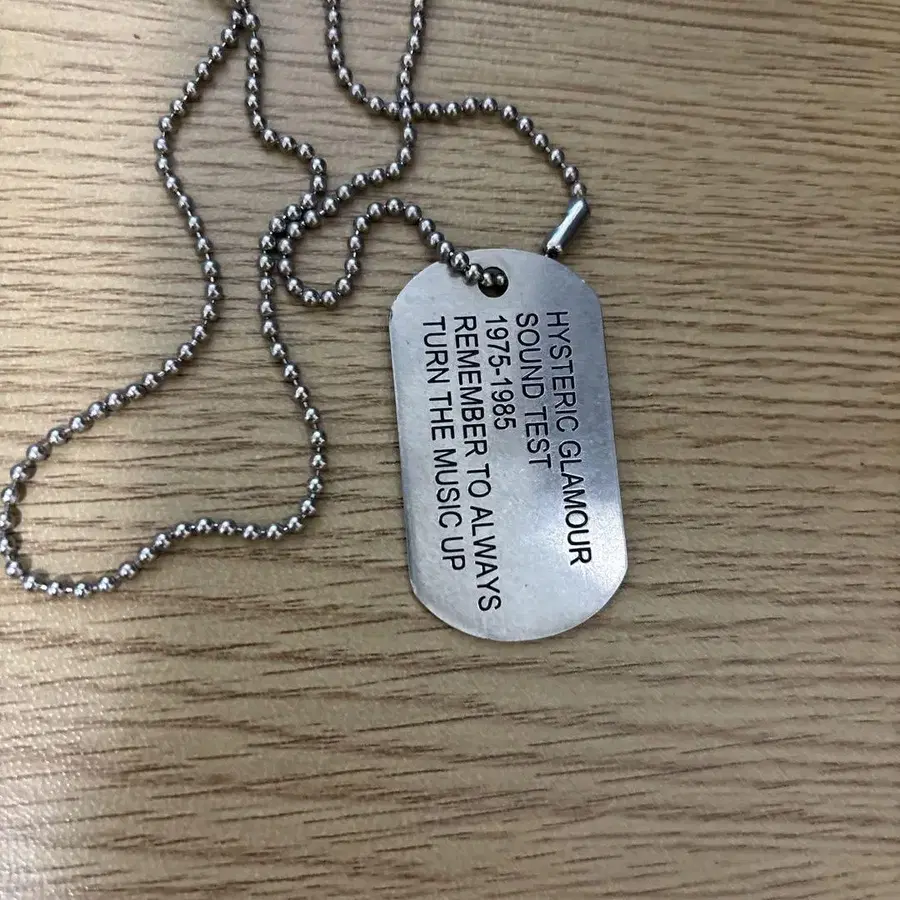 HYSTERIC GLAMOUR
SOUND TEST
1975-1985
REMEMBER TO ALWAYS
TURN THE MUSIC UP